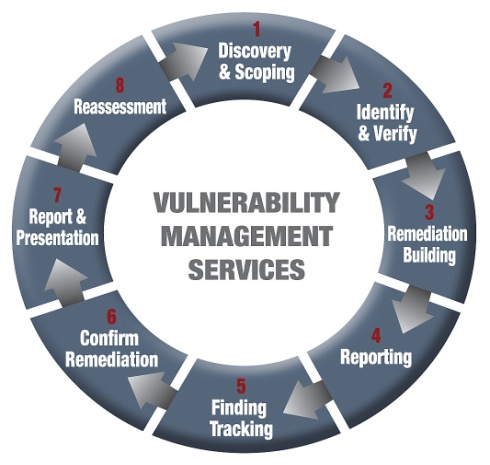 1
Discovery
& Scoping
2
Identify
& Verify
3
Remediation
Building
4
Reporting
5
Finding
Tracking
6
Confirm
Remediation
7
Report &
Presentation
8
Reassessment
VULNERABILITY
MANAGEMENT
SERVICES